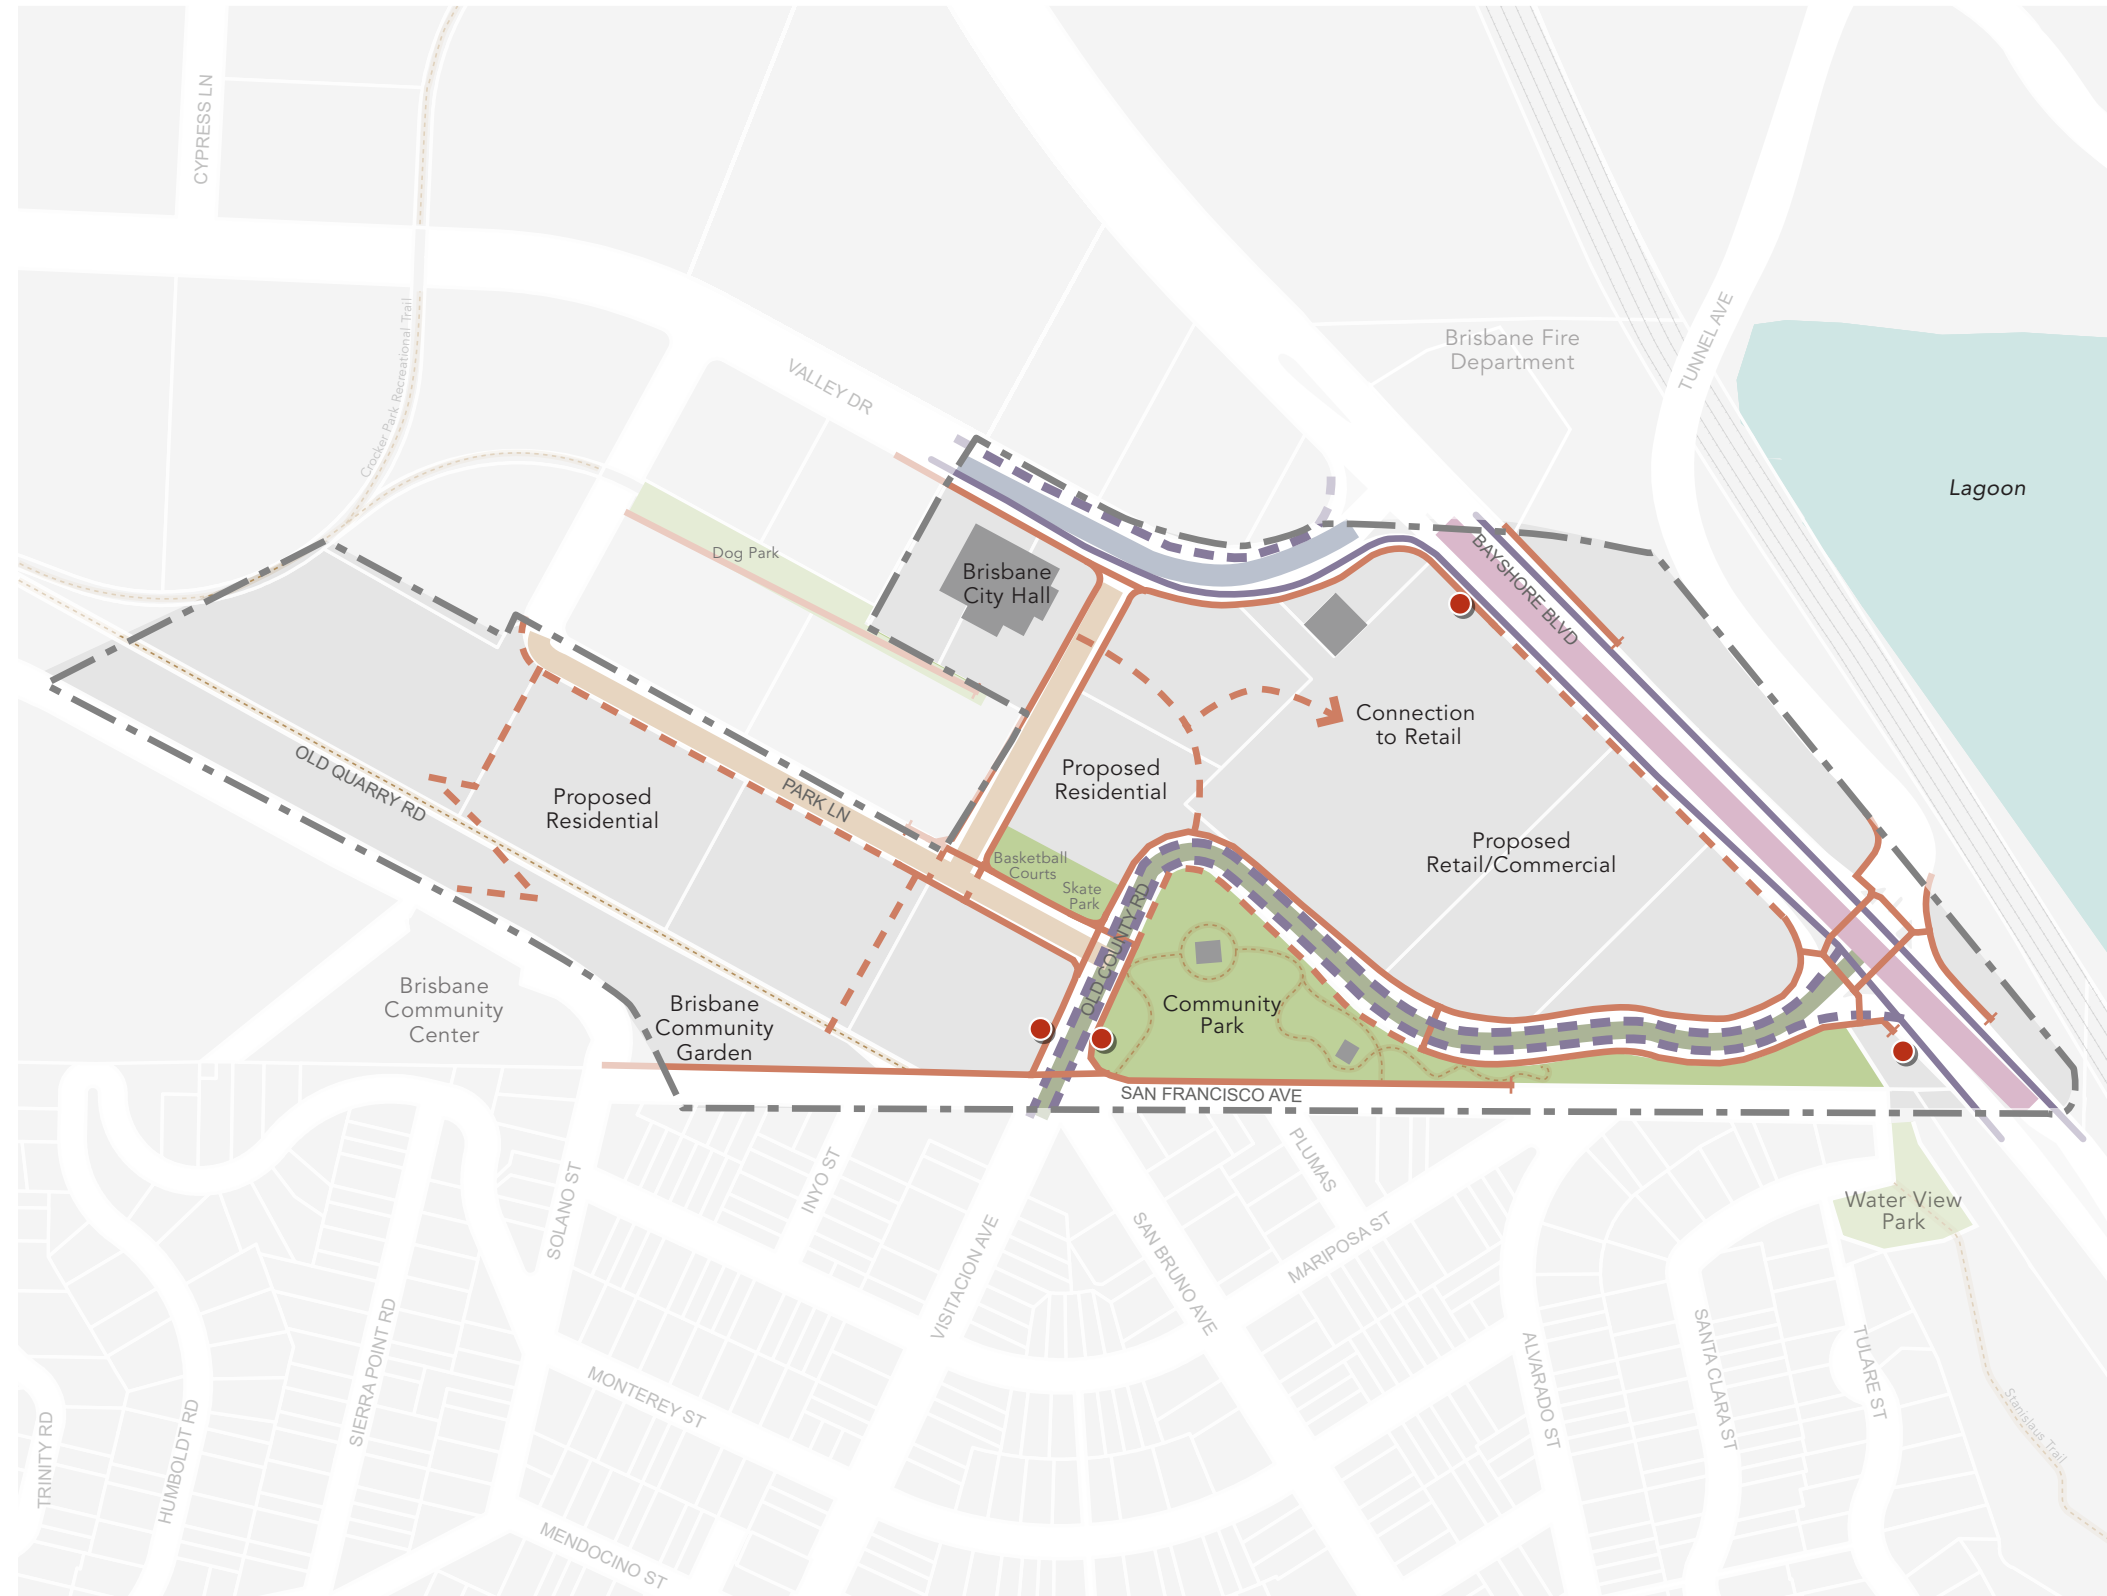 CYPRESS LN
Crocker Park Recreational Trail
VALLEY DR
Brisbane Fire
Department
TUNNEL AVE
Lagoon
Dog Park
Brisbane
City Hall
BAYSHORE BLVD
Connection
to Retail
OLD QUARRY RD
Proposed
Residential
PARK LN
Proposed
Residential
Proposed
Retail/Commercial
Basketball
Courts
Skate
Park
OLD COUNTY RD
Brisbane
Community
Center
Brisbane
Community
Garden
Community
Park
SAN FRANCISCO AVE
INYO ST
PLUMAS
SOLANO ST
VISITACION AVE
SAN BRUNO AVE
MARIPOSA ST
Water View
Park
SIERRA POINT RD
MONTEREY ST
ALVARADO ST
SANTA CLARA ST
TULARE ST
Stanislaus Trail
TRINITY RD
HUMBOLDT RD
MENDOCINO ST